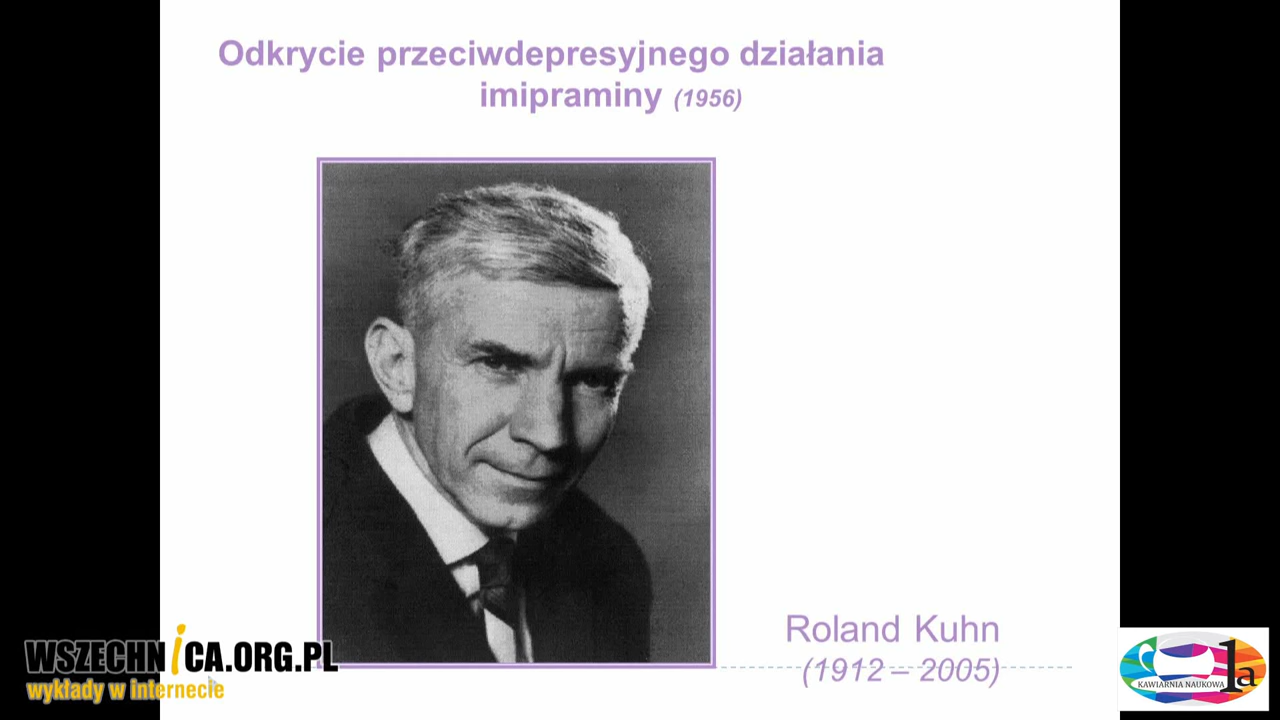 Odkrycie przeciwdepresyjnego działania
imipraminy (1956)
Roland Kuhn
(1912 – 2005)
WSZECHNICA.ORG.PL
wykłady w internecie
KAWIARNIA NAUKOWA 1a